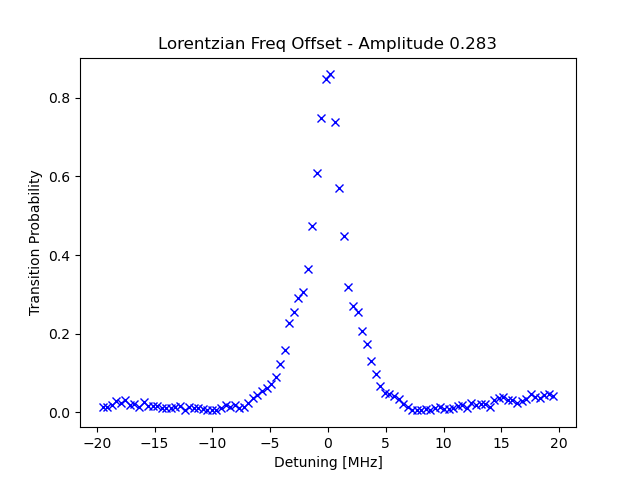 Lorentzian Freq Offset - Amplitude 0.283
Transition Probability
0.8
0.6
0.4
0.2
0.0
−20 −15 −10 −5 0 5 10 15 20
Detuning [MHz]